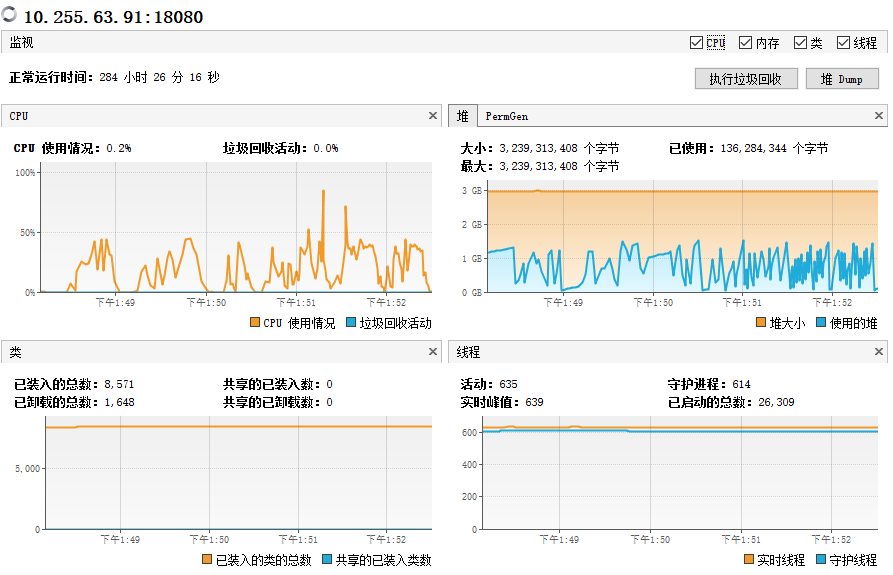 10.255.63.91:18080
监视
CPU 内存 类 线程
正常运行时间: 284 小时 26 分 16 秒
执行垃圾回收 堆 Dump
CPU
CPU 使用情况: 0.2% 垃圾回收活动: 0.0%
100%
50%
0%
下午1:49 下午1:50 下午1:51 下午1:52
CPU 使用情况 垃圾回收活动
堆 PermGen
大小: 3,239,313,408 个字节 已使用: 136,284,344 个字节
最大: 3,239,313,408 个字节
3 GB
2 GB
1 GB
0 GB
下午1:49 下午1:50 下午1:51 下午1:52
堆大小 使用的堆
类
已装入的总数: 8,571 共享的已装入数: 0
已卸载的总数: 1,648 共享的已卸载数: 0
5,000
0
下午1:49 下午1:50 下午1:51 下午1:52
已装入的类的总数 共享的已装入类数
线程
活动: 635 守护进程: 614
实时峰值: 639 已启动的总数: 26,309
600
400
200
0
下午1:49 下午1:50 下午1:51 下午1:52
实时线程 守护线程